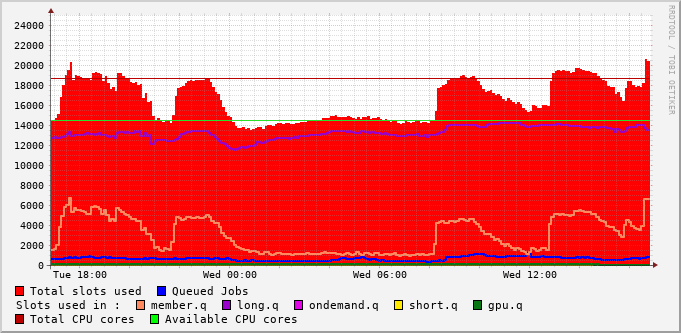 24000
22000
20000
18000
16000
14000
12000
10000
8000
6000
4000
2000
0
Tue 18:00 Wed 00:00 Wed 06:00 Wed 12:00
RRDTOOL / TOBI OETIKER
Total slots used Queued Jobs
Slots used in : member.q long.q ondemand.q short.q gpu.q
Total CPU cores Available CPU cores